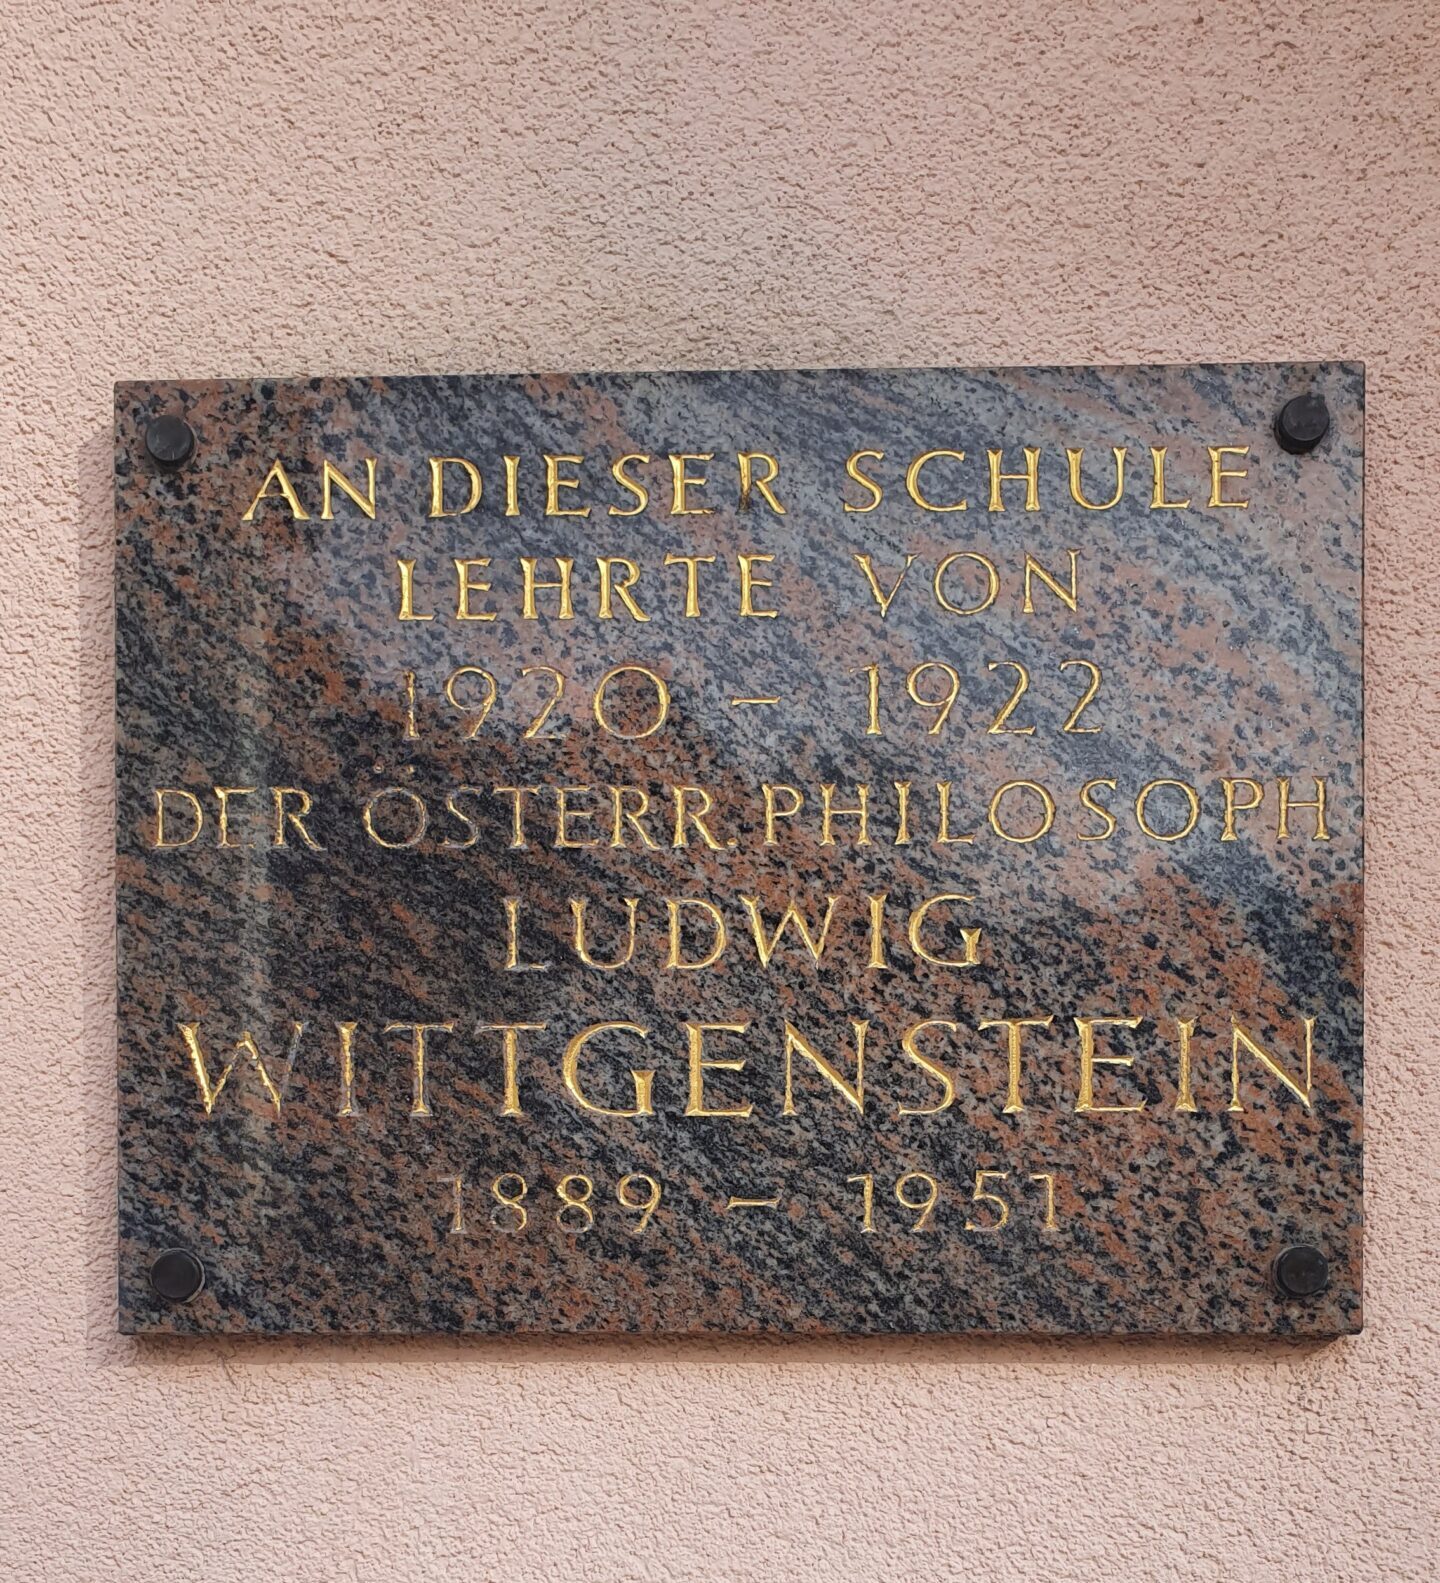 AN DIESER SCHULE
LEHRTE VON
1920 – 1922
DER ÖSTERR. PHILOSOPH
LUDWIG
WITTGENSTEIN
1889 – 1951